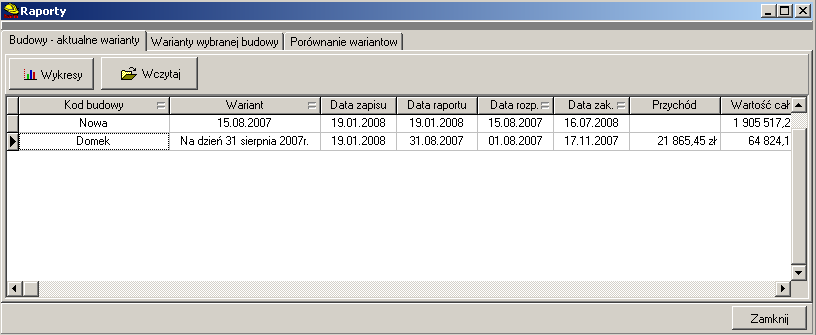 Raporty
Budowy - aktualne warianty Warianty wybranej budowy Porównanie wariantow
Wykresy Wczytaj
Kod budowy Wariant Data zapisu Data raportu Data rozp. Data zak. Przychód Wartość cał
Nowa 15.08.2007 19.01.2008 19.01.2008 15.08.2007 16.07.2008 1 905 517,2
Domek Na dzień 31 sierpnia 2007r. 19.01.2008 31.08.2007 01.08.2007 17.11.2007 21 865,45 zł 64 824,1
Zamknij